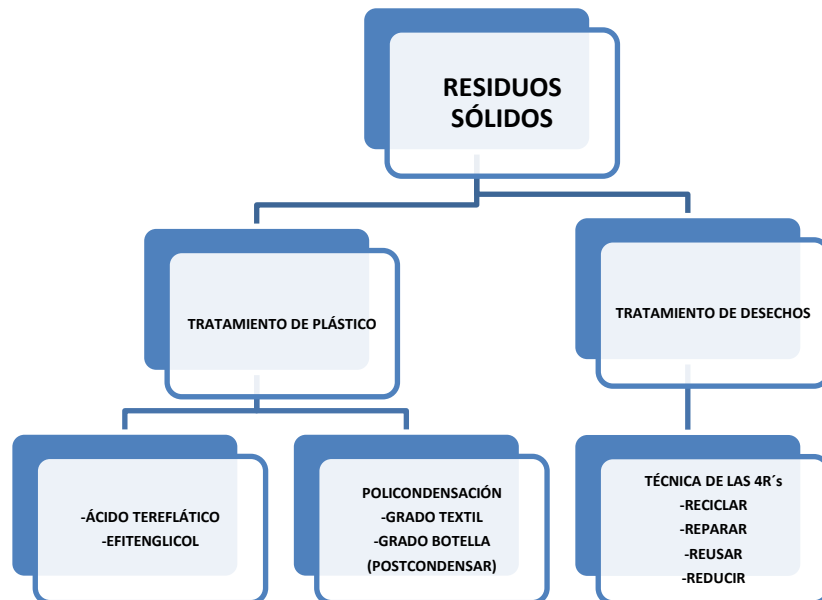 RESIDUOS
SÓLIDOS
TRATAMIENTO DE PLÁSTICO
TRATAMIENTO DE DESECHOS
-ÁCIDO TEREFLÁTICO
-EFITENGLICOL
POLICONDENSACIÓN
-GRADO TEXTIL
-GRADO BOTELLA
(POSTCONDENSAR)
TÉCNICA DE LAS 4R´s
-RECICLAR
-REPARAR
-REUSAR
-REDUCIR